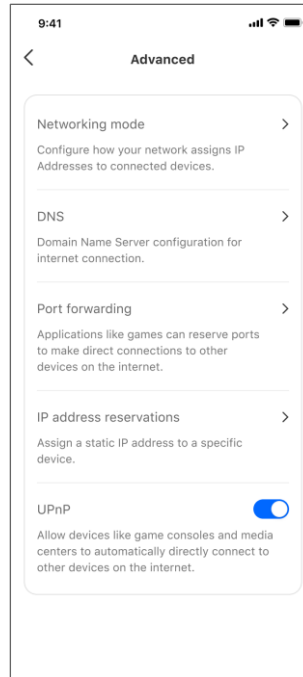 9:41
Advanced
Networking mode
Configure how your network assigns IP
Addresses to connected devices.
DNS
Domain Name Server configuration for
internet connection.
Port forwarding
Applications like games can reserve ports
to make direct connections to other
devices on the internet.
IP address reservations
Assign a static IP address to a specific
device.
UPnP
Allow devices like game consoles and media
centers to automatically directly connect to
other devices on the internet.